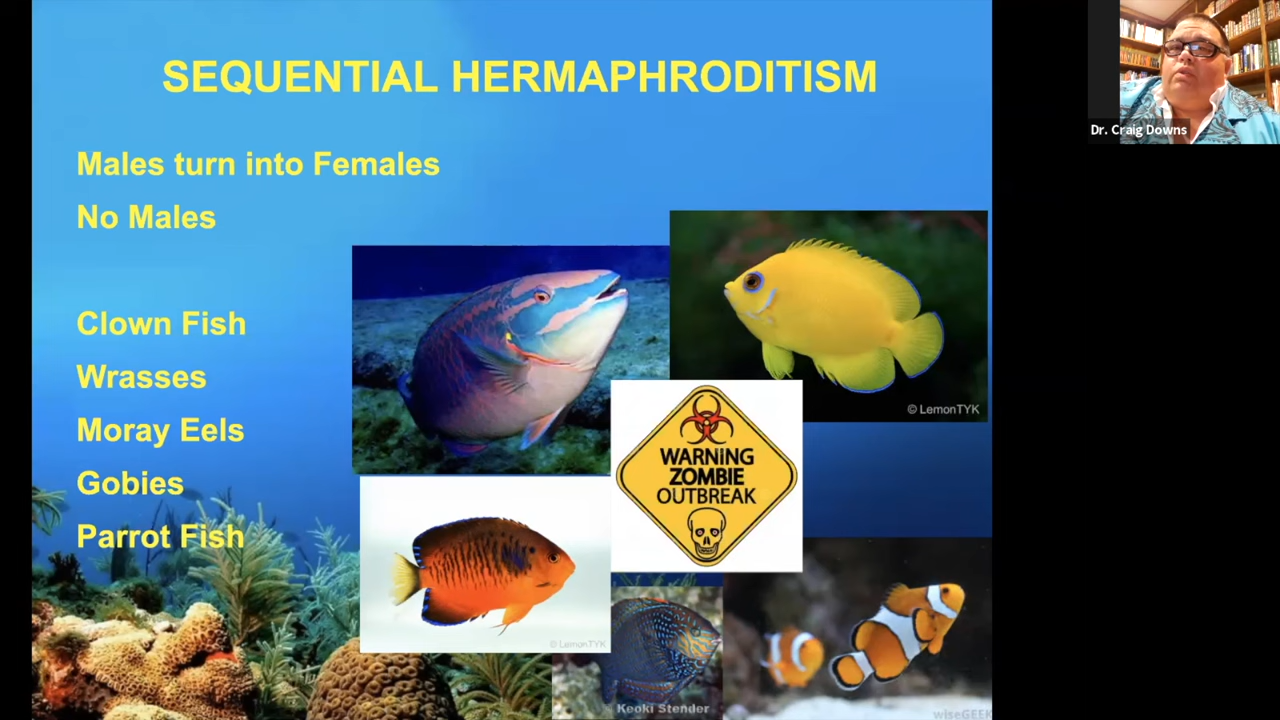 SEQUENTIAL HERMAPHRODITISM
Dr. Craig Downs
Males turn into Females
No Males
Clown Fish
Wrasses
Moray Eels
Gobies
Parrot Fish
© LemonTYK
WARNING
ZOMBIE
OUTBREAK
© LemonTYK
Keoki Stender
wiseGEEK